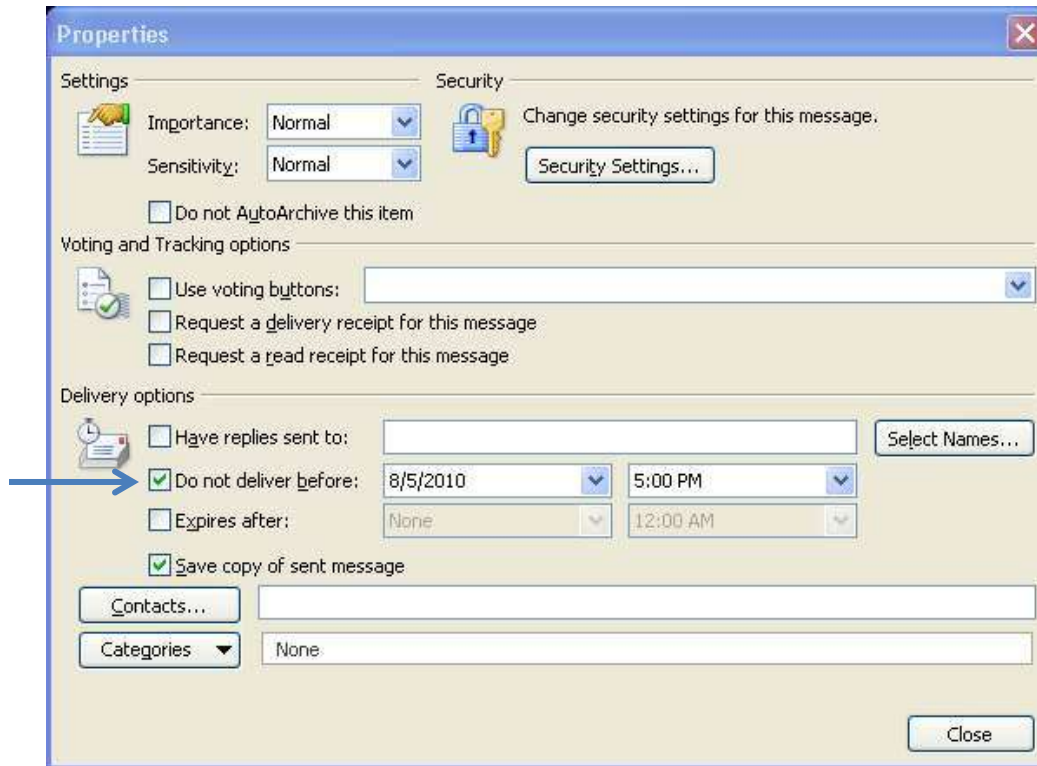 Properties
Settings
Security
Importance: Normal
Change security settings for this message.
Sensitivity: Normal
Security Settings...
Do not AutoArchive this item
Voting and Tracking options
Use voting buttons:
Request a delivery receipt for this message
Request a read receipt for this message
Delivery options
Have replies sent to:
Select Names...
Do not deliver before: 8/5/2010 5:00 PM
Expires after: None 12:00 AM
Save copy of sent message
Contacts...
Categories None
Close